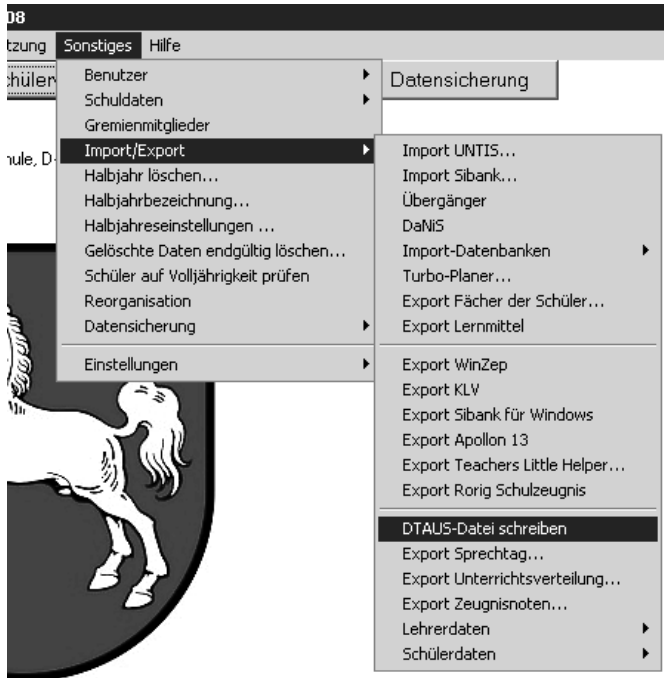 08
tzung Sonstiges Hilfe
Datensicherung
Benutzer
Schuldaten
Gremienmitglieder
Import/Export
Halbjahr löschen...
Halbjahrbezeichnung...
Halbjahreseinstellungen ...
Gelöschte Daten endgültig löschen...
Schüler auf Volljährigkeit prüfen
Reorganisation
Datensicherung
Einstellungen
chüler
hule, D-
Import UNTIS...
Import Sibank...
Übergänger
DaNiS
Import-Datenbanken
Turbo-Planer...
Export Fächer der Schüler...
Export Lernmittel
Export WinZep
Export KLV
Export Sibank für Windows
Export Apollon 13
Export Teachers Little Helper...
Export Rorig Schulzeugnis
DTAUS-Datei schreiben
Export Sprechtag...
Export Unterrichtsverteilung...
Export Zeugnisnoten...
Lehrerdaten
Schülerdaten